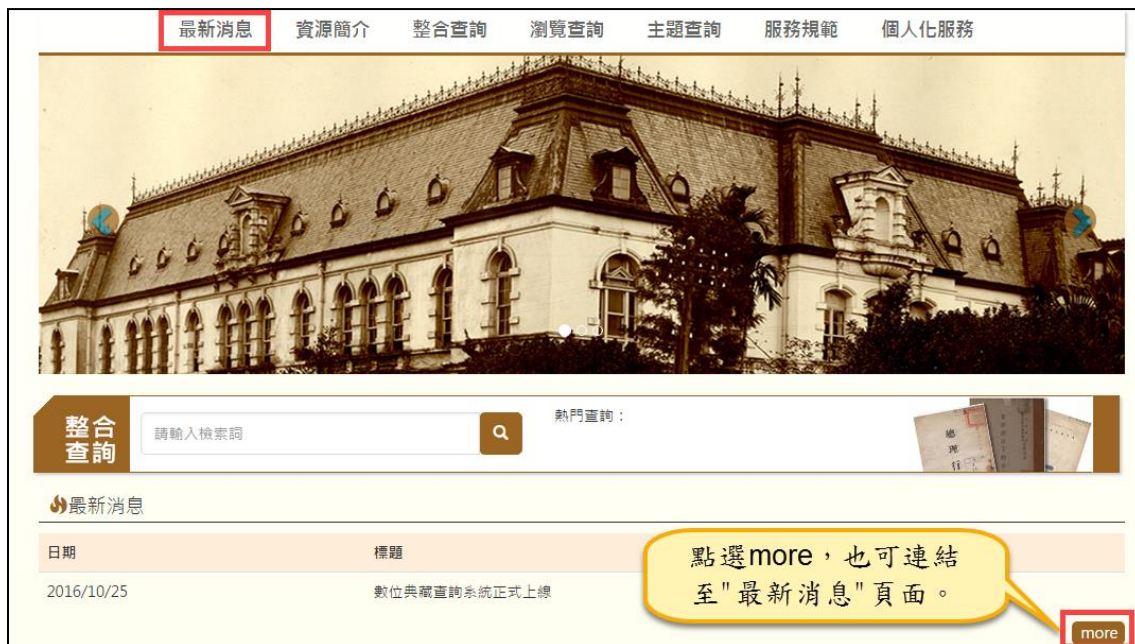 最新消息 資源簡介 整合查詢 瀏覽查詢 主題查詢 服務規範 個人化服務
整合
查詢
請輸入檢索詞
熱門查詢：
總理行
最新消息
日期 標題
2016/10/25 數位典藏查詢系統正式上線
點選more，也可連結
至"最新消息"頁面。
more